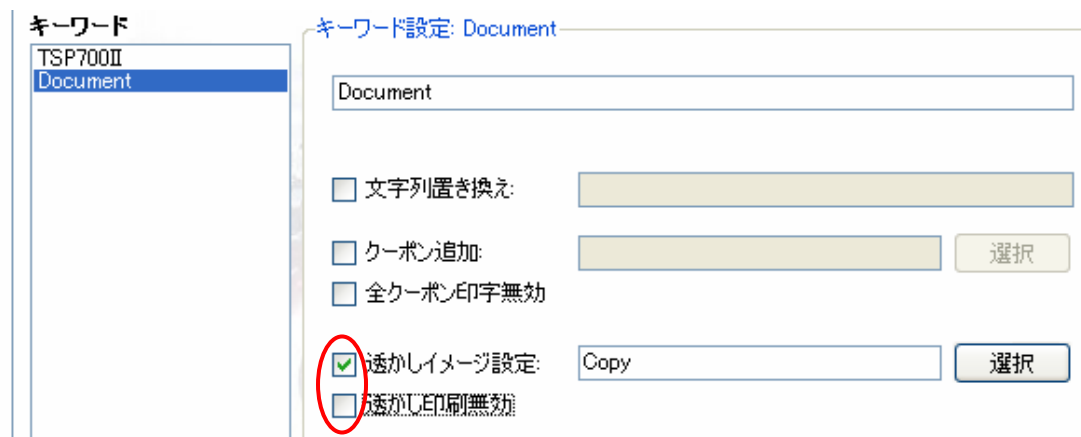 キーワード
TSP700Ⅱ
Document
キーワード設定: Document
Document
文字列置き換え:
クーポン追加:
選択
全クーポン印字無効
透かしイメージ設定:
Copy
選択
透かし印刷無効